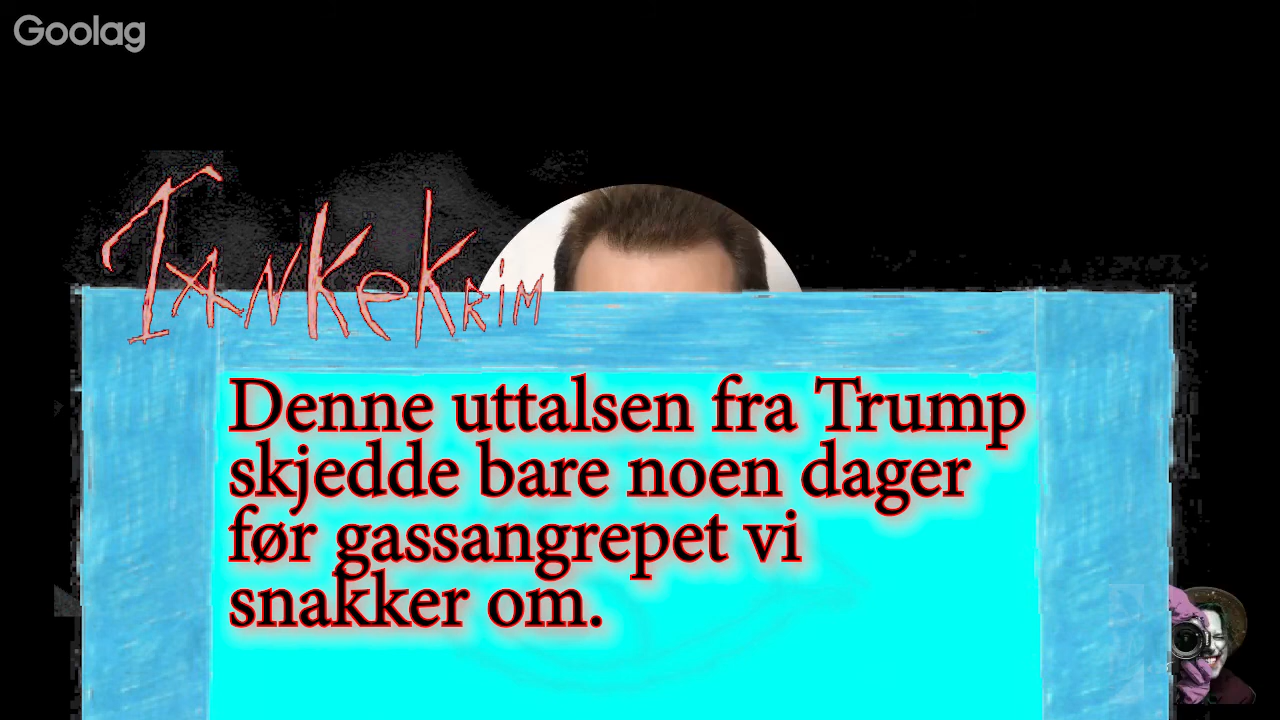 Goolag
TANKEKRIM
Denne uttalsen fra Trump
skjedde bare noen dager
før gassangrepet vi
snakker om.